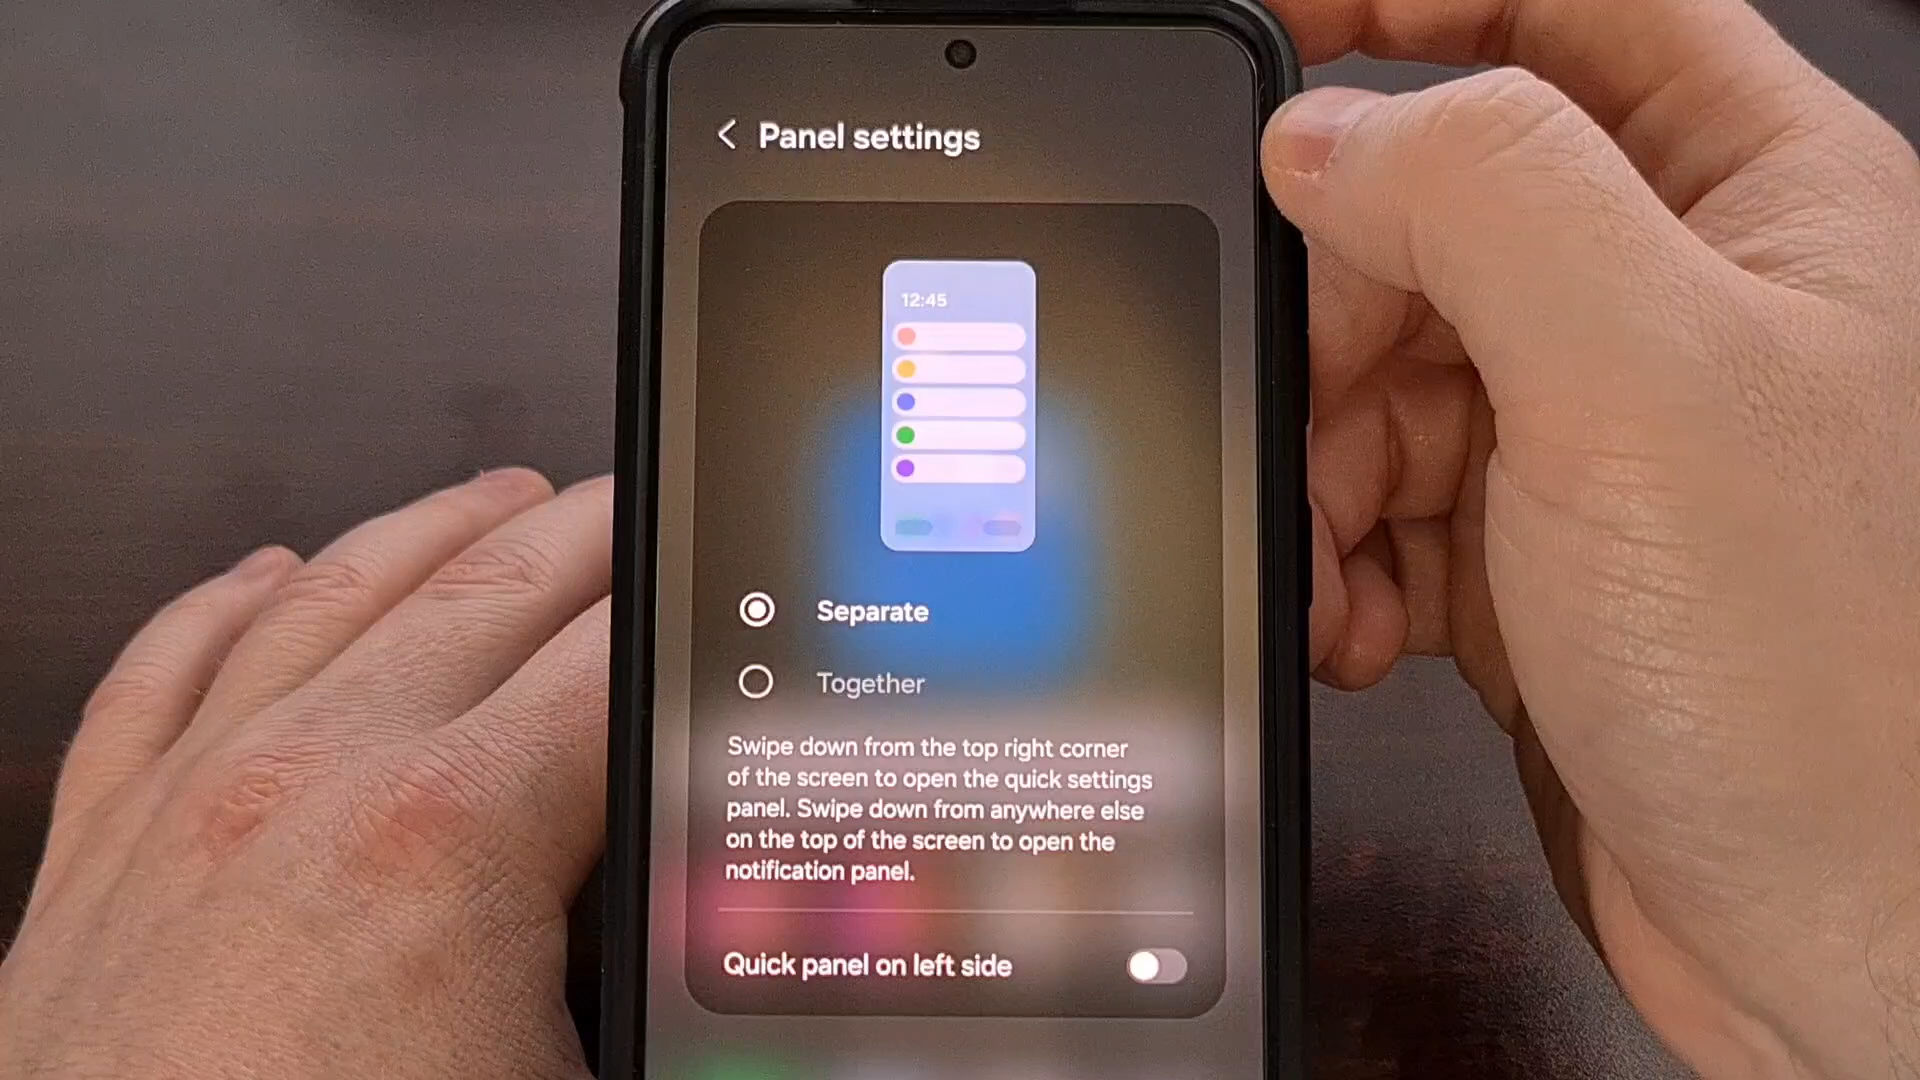 Panel settings
12:45
Separate
Together
Swipe down from the top right corner
of the screen to open the quick settings
panel. Swipe down from anywhere else
on the top of the screen to open the
notification panel.
Quick panel on left side